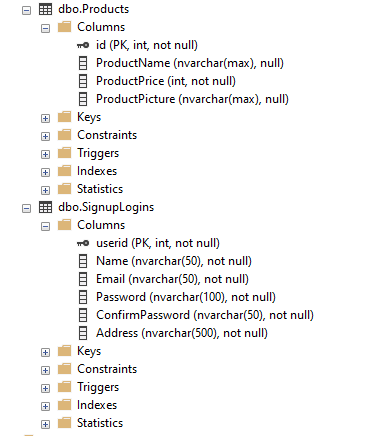 dbo.Products
Columns
id (PK, int, not null)
ProductName (nvarchar(max), null)
ProductPrice (int, not null)
ProductPicture (nvarchar(max), null)
Keys
Constraints
Triggers
Indexes
Statistics
dbo.SignupLogins
Columns
userid (PK, int, not null)
Name (nvarchar(50), not null)
Email (nvarchar(50), not null)
Password (nvarchar(100), not null)
ConfirmPassword (nvarchar(50), not null)
Address (nvarchar(500), not null)
Keys
Constraints
Triggers
Indexes
Statistics